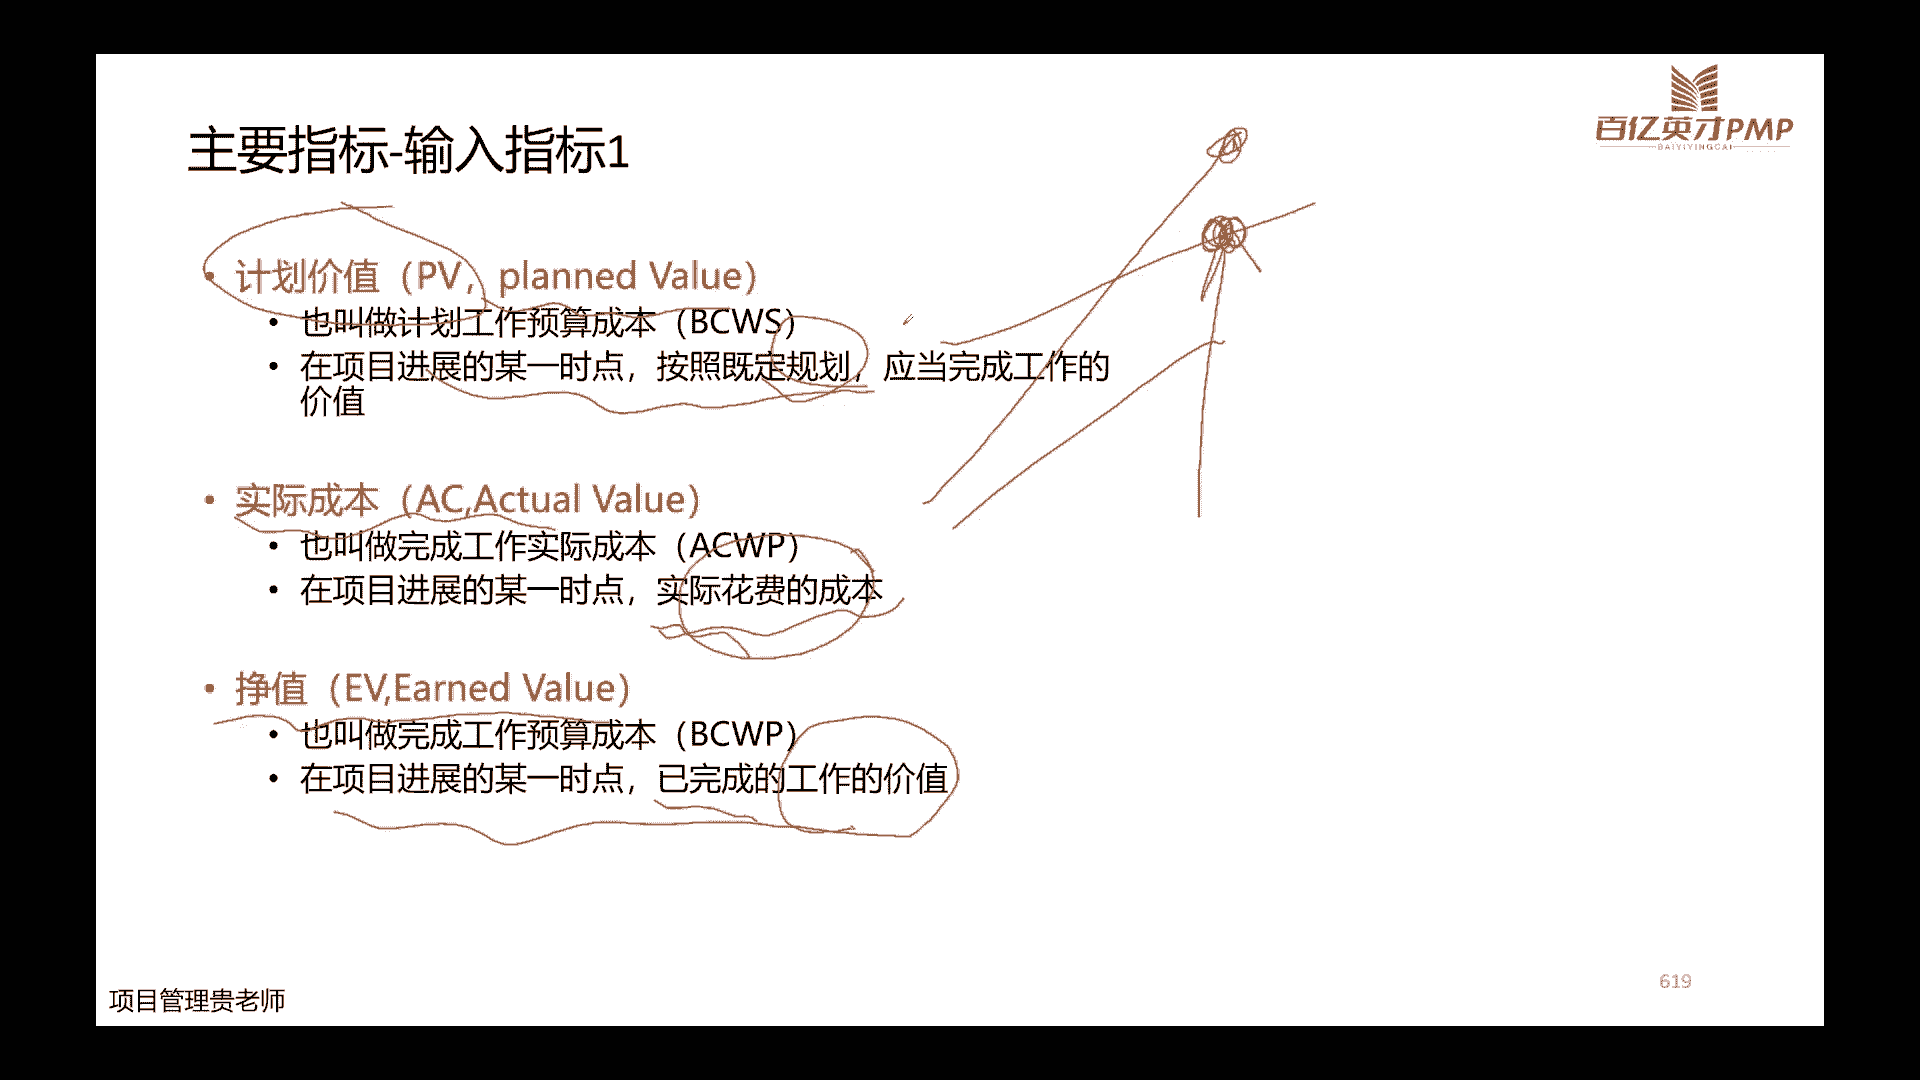 百亿英才PMP
BAIYIYINGCAI
主要指标-输入指标1
• 计划价值（PV，planned Value）
• 也叫做计划工作预算成本（BCWS）
• 在项目进展的某一时点，按照既定规划，应当完成工作的
价值
• 实际成本（AC,Actual Value）
• 也叫做完成工作实际成本（ACWP）
• 在项目进展的某一时点，实际花费的成本
• 挣值（EV,Earned Value）
• 也叫做完成工作预算成本（BCWP）
• 在项目进展的某一时点，已完成的工作的价值
619
项目管理贵老师